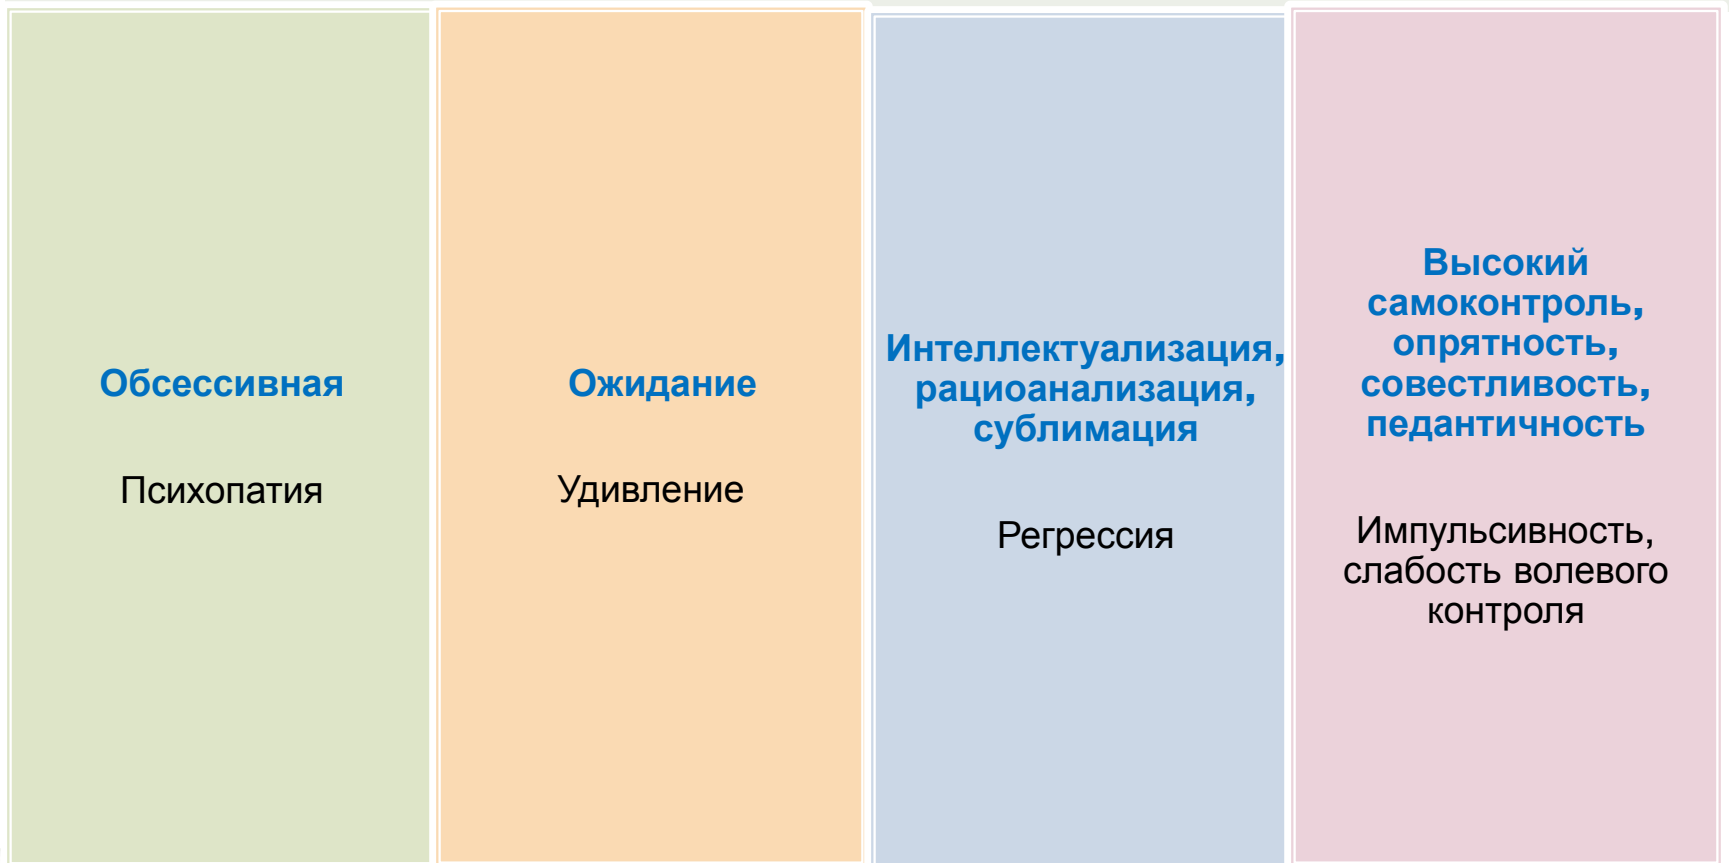 Обсессивная
Психопатия
Ожидание
Удивление
Интеллектуализация,
рациоанализация,
сублимация
Регрессия
Высокий
самоконтроль,
опрятность,
совестливость,
педантичность
Импульсивность,
слабость волевого
контроля